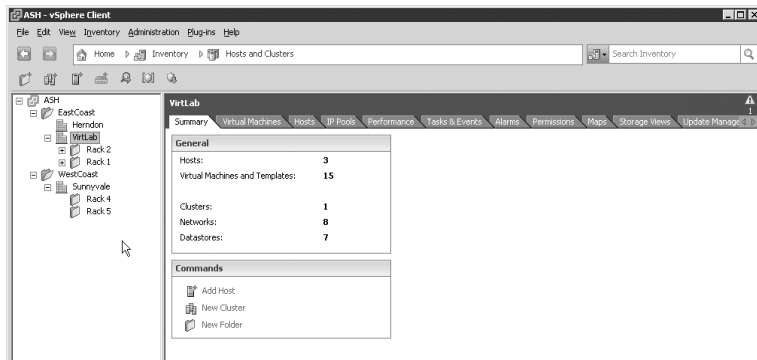 ASH - vSphere Client
File Edit View Inventory Administration Plug-ins Help
Home Inventory Hosts and Clusters
Search Inventory
ASH
EastCoast
Herndon
VirtLab
Rack 2
Rack 1
WestCoast
Sunnyvale
Rack 4
Rack 5
VirtLab
1
Summary Virtual Machines Hosts IP Pools Performance Tasks & Events Alarms Permissions Maps Storage Views Update Manage
General
Hosts: 3
Virtual Machines and Templates: 15
Clusters: 1
Networks: 8
Datastores: 7
Commands
Add Host
New Cluster
New Folder